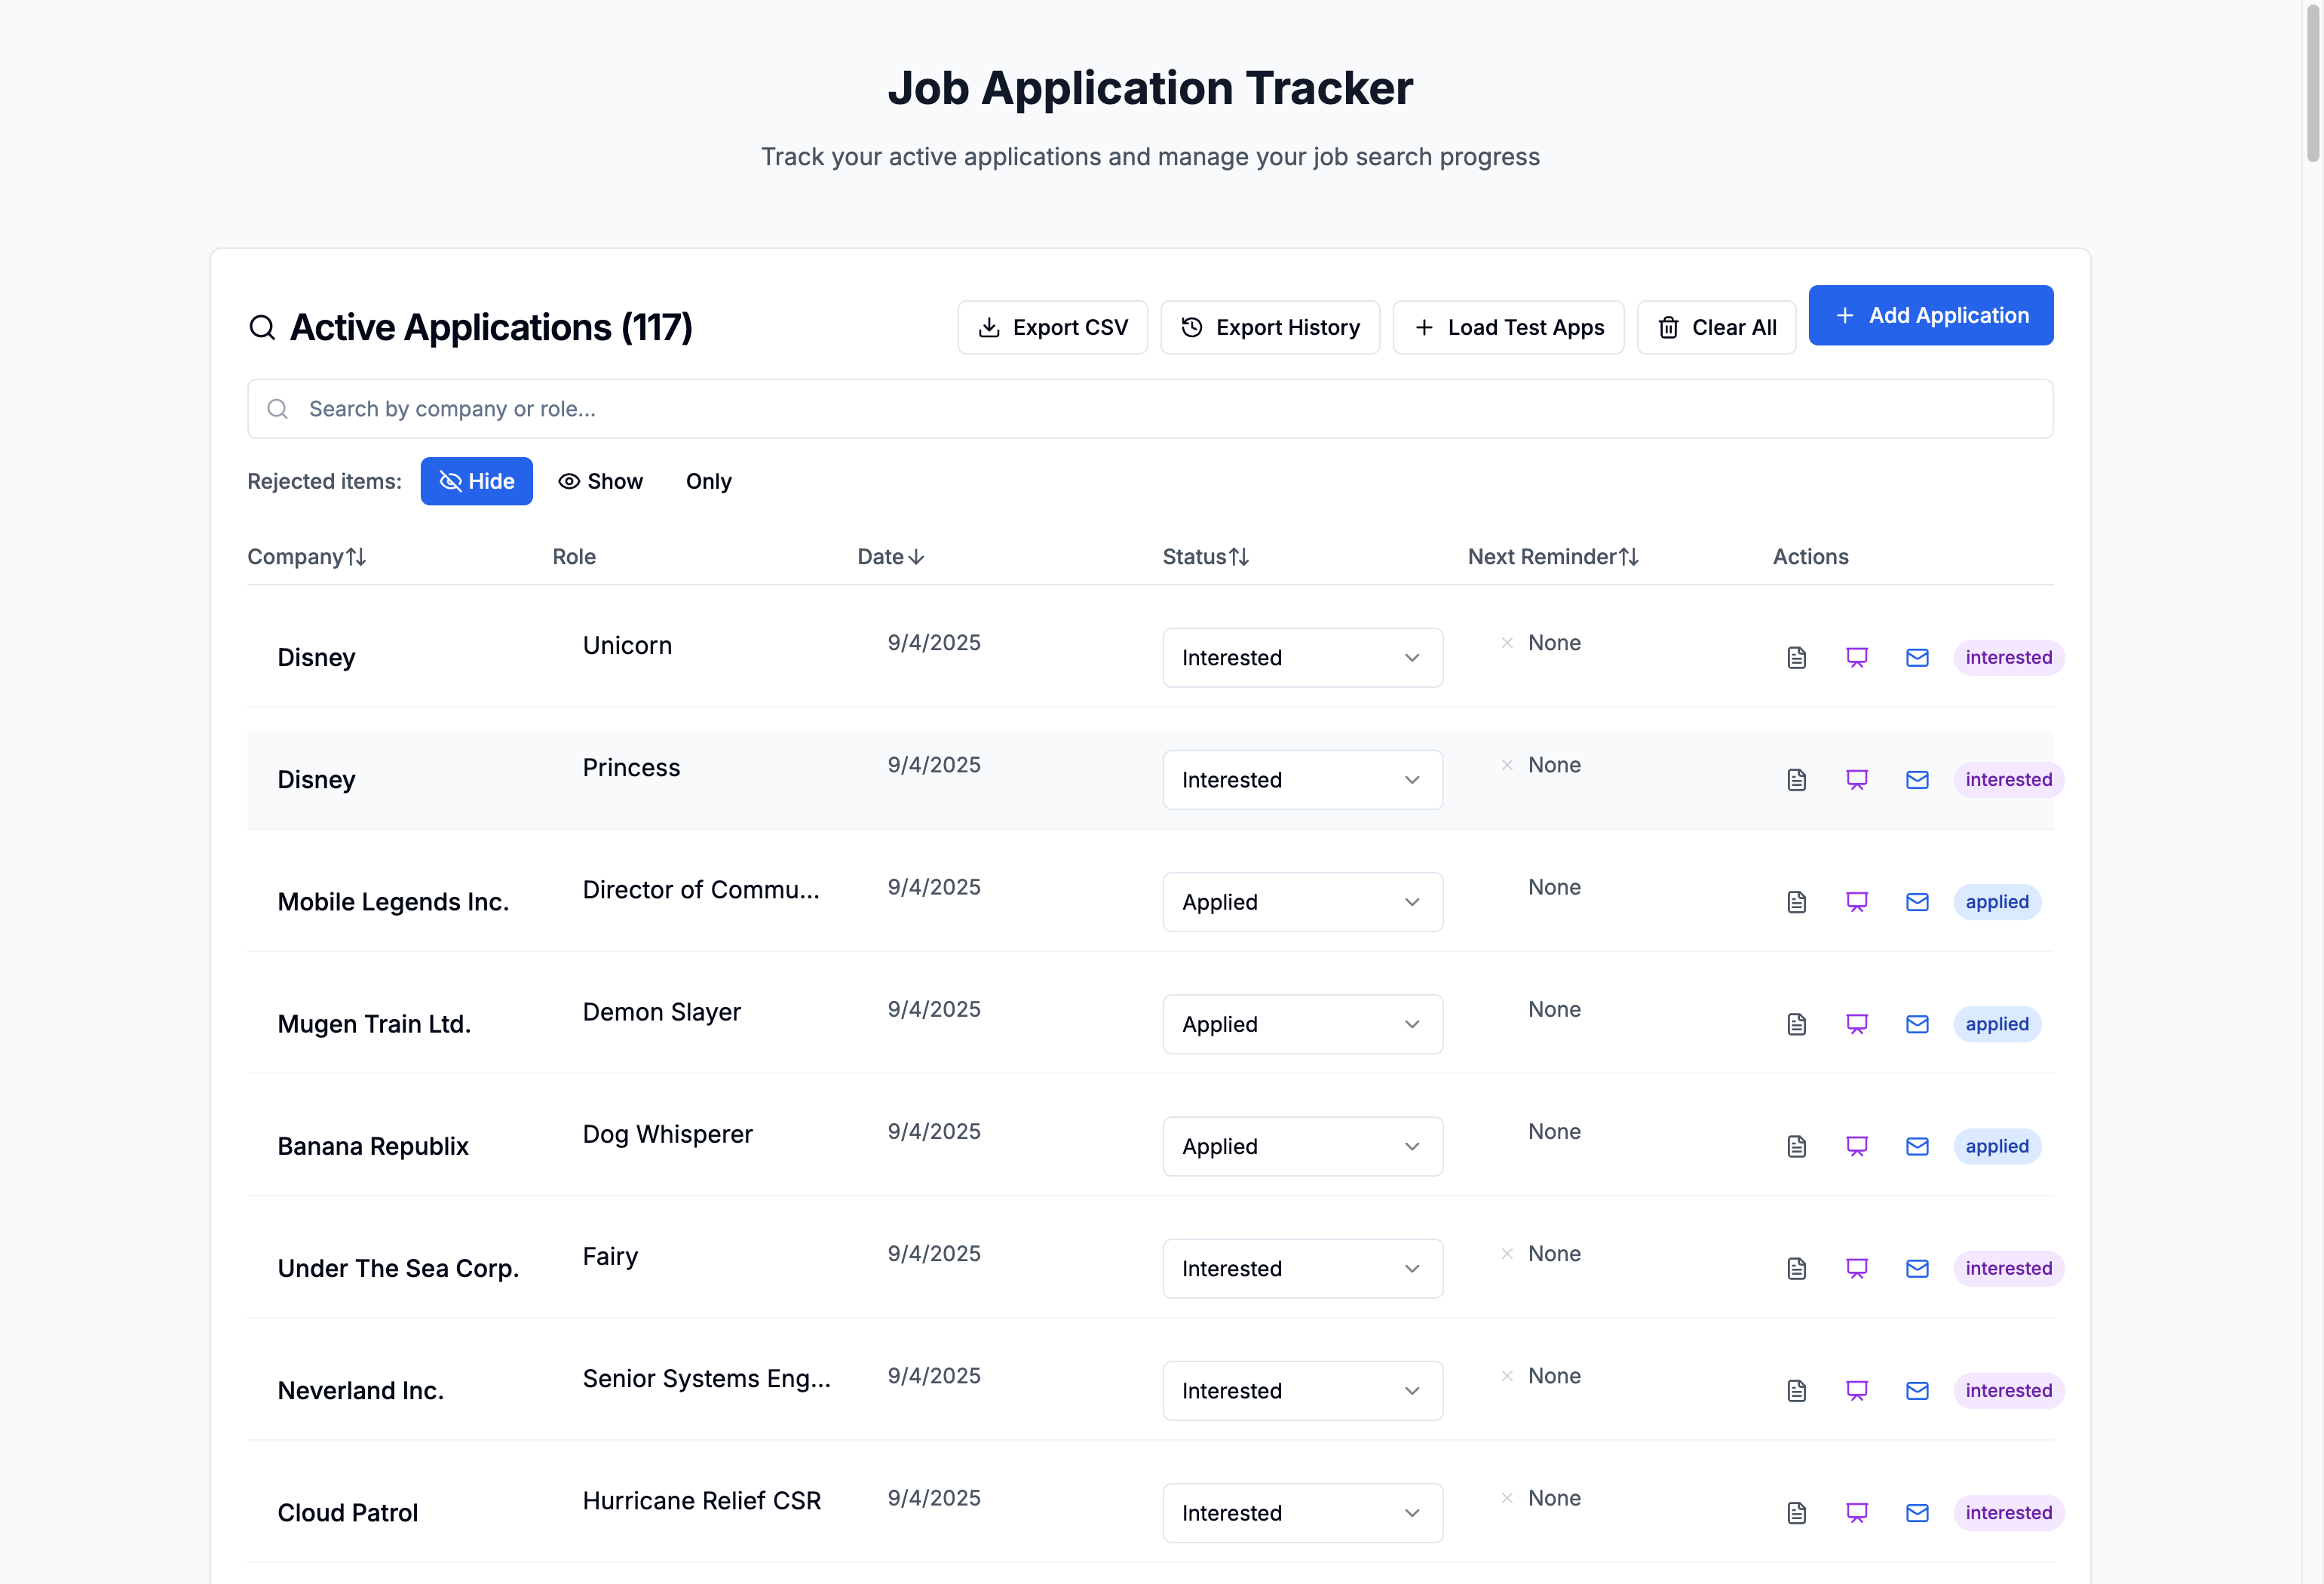 Job Application Tracker
Track your active applications and manage your job search progress
Active Applications (117)
Export CSV
Export History
Load Test Apps
Clear All
Add Application
Search by company or role...
Rejected items: Hide Show Only
Company Role Date Status Next Reminder Actions
Disney Unicorn 9/4/2025 Interested None interested
Disney Princess 9/4/2025 Interested None interested
Mobile Legends Inc. Director of Commu... 9/4/2025 Applied None applied
Mugen Train Ltd. Demon Slayer 9/4/2025 Applied None applied
Banana Republix Dog Whisperer 9/4/2025 Applied None applied
Under The Sea Corp. Fairy 9/4/2025 Interested None interested
Neverland Inc. Senior Systems Eng... 9/4/2025 Interested None interested
Cloud Patrol Hurricane Relief CSR 9/4/2025 Interested None interested